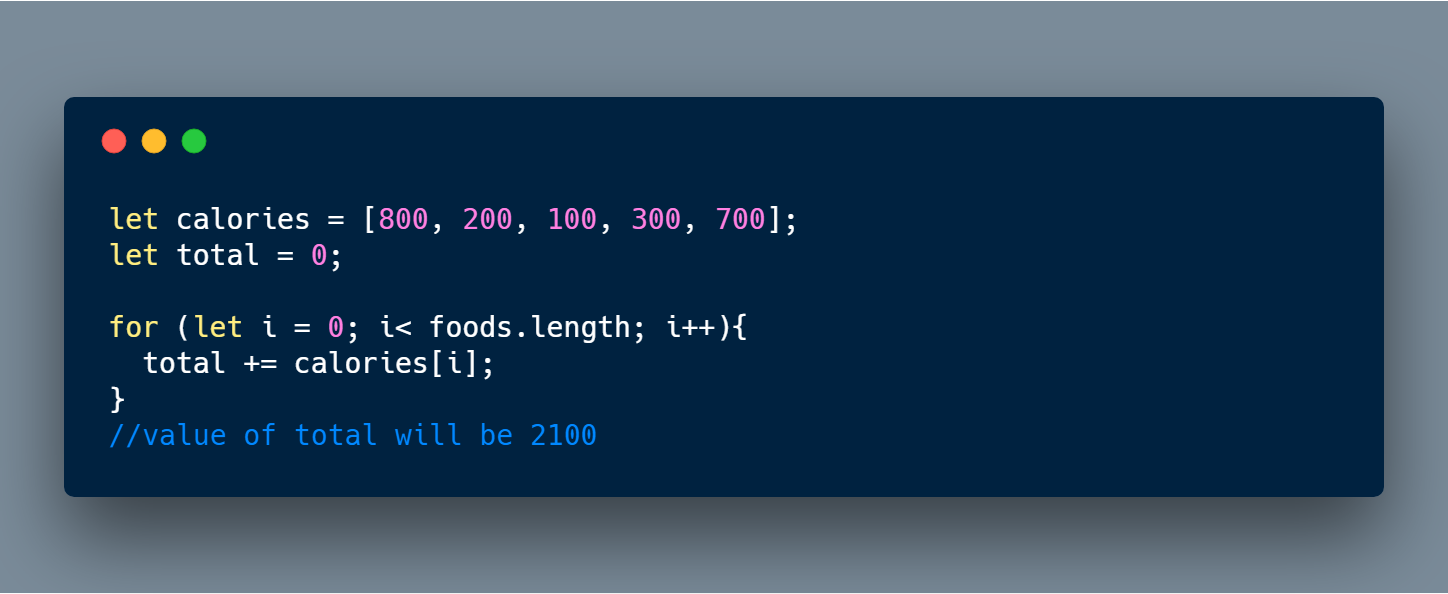 let calories = [800, 200, 100, 300, 700];
let total = 0;
for (let i = 0; i< foods.length; i++){
  total += calories[i];
}
//value of total will be 2100